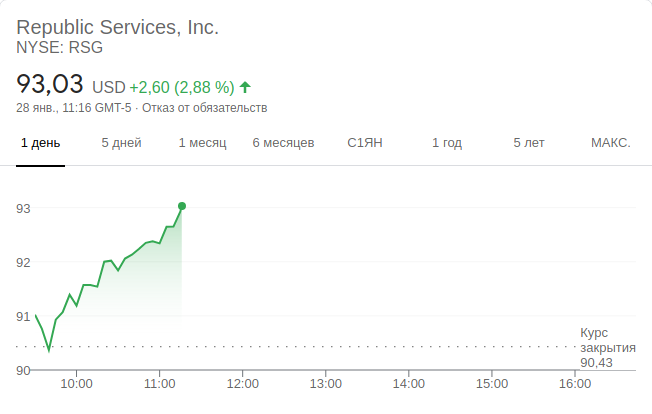 Republic Services, Inc.
NYSE: RSG
93,03 USD +2,60 (2,88 %)
28 янв., 11:16 GMT-5 · Отказ от обязательств
1 день 5 дней 1 месяц 6 месяцев С1ЯН 1 год 5 лет МАКС.
93
92
91
Курс
закрытия
90,43
90
10:00 11:00 12:00 13:00 14:00 15:00 16:00